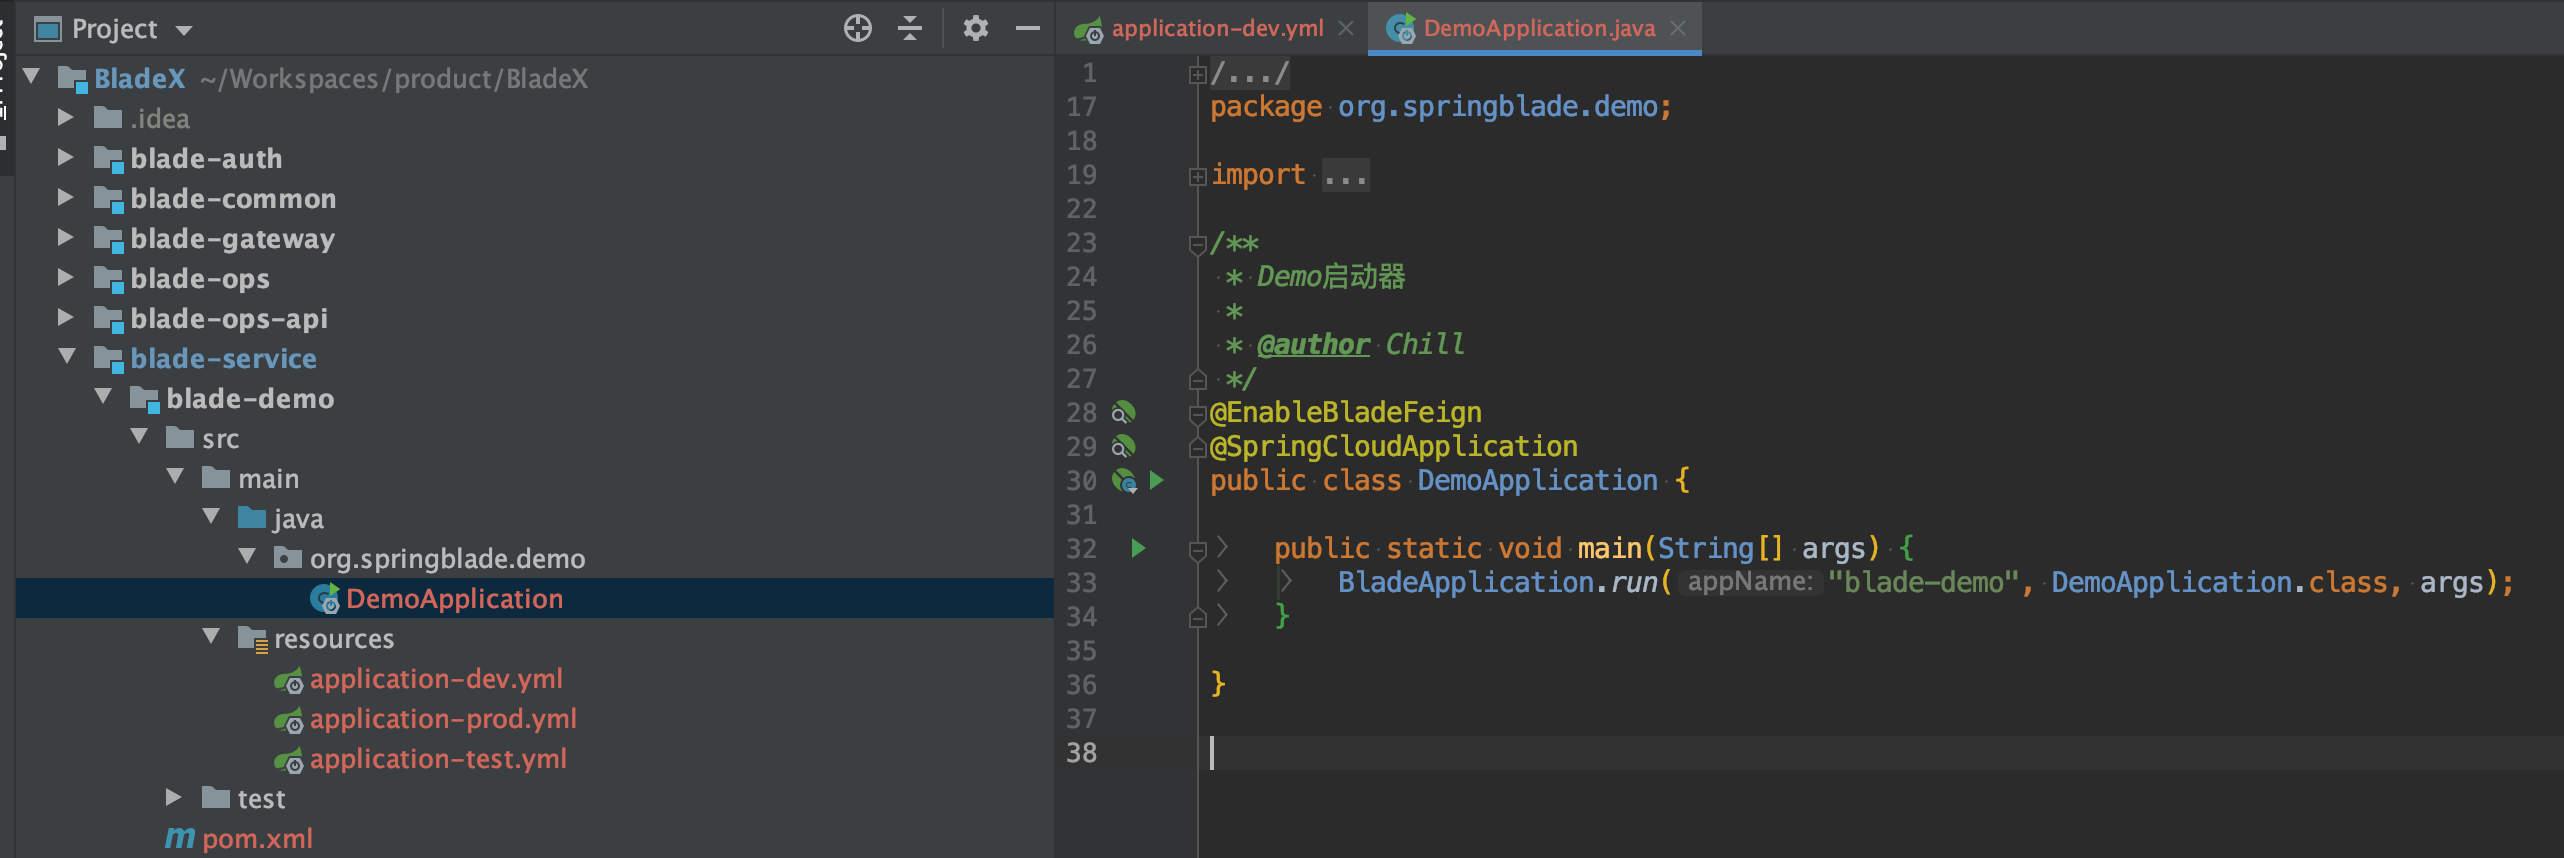 Project
BladeX ~/Workspaces/product/BladeX
.idea
blade-auth
blade-common
blade-gateway
blade-ops
blade-ops-api
blade-service
blade-demo
src
main
java
org.springblade.demo
DemoApplication
resources
application-dev.yml
application-prod.yml
application-test.yml
test
pom.xml
application-dev.yml
DemoApplication.java
1 /.../
17 package org.springblade.demo;
18
19 import ...
22
23 /**
24 * Demo启动器
25 *
26 * @author Chill
27 */
28 @EnableBladeFeign
29 @SpringCloudApplication
30 public class DemoApplication {
31
32 public static void main(String[] args) {
33 BladeApplication.run( appName: "blade-demo", DemoApplication.class, args);
34 }
35
36 }
37
38